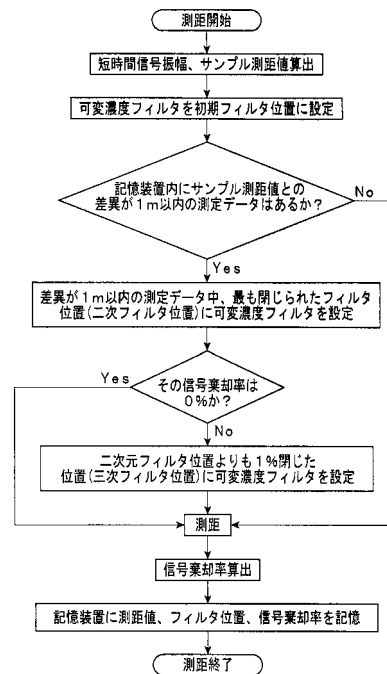 測距開始
短時間信号振幅、サンプル測距値算出
可変濃度フィルタを初期フィルタ位置に設定
記憶装置内にサンプル測距値との
差異が1m以内の測定データはあるか?
No
Yes
差異が1m以内の測定データ中、最も閉じられたフィルタ
位置(二次フィルタ位置)に可変濃度フィルタを設定
Yes
その信号棄却率は
0%か?
No
二次元フィルタ位置よりも1%閉じた
位置(三次フィルタ位置)に可変濃度フィルタを設定
測距
信号棄却率算出
記憶装置に測距値、フィルタ位置、信号棄却率を記憶
測距終了